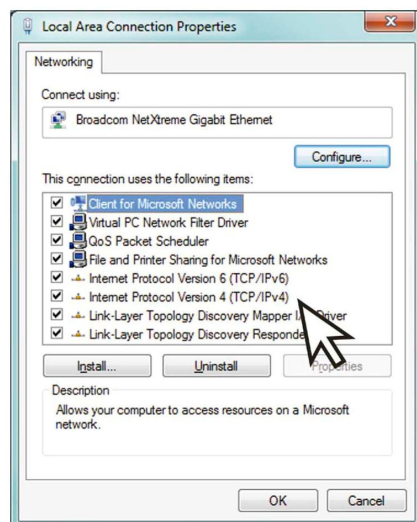 Local Area Connection Properties
Networking
Connect using:
Broadcom NetXtreme Gigabit Ethernet
Configure...
This connection uses the following items:
Client for Microsoft Networks
Virtual PC Network Filter Driver
QoS Packet Scheduler
File and Printer Sharing for Microsoft Networks
Internet Protocol Version 6 (TCP/IPv6)
Internet Protocol Version 4 (TCP/IPv4)
Link-Layer Topology Discovery Mapper Driver
Link-Layer Topology Discovery Responder
Install...
Uninstall
Properties
Description
Allows your computer to access resources on a Microsoft
network.
OK
Cancel